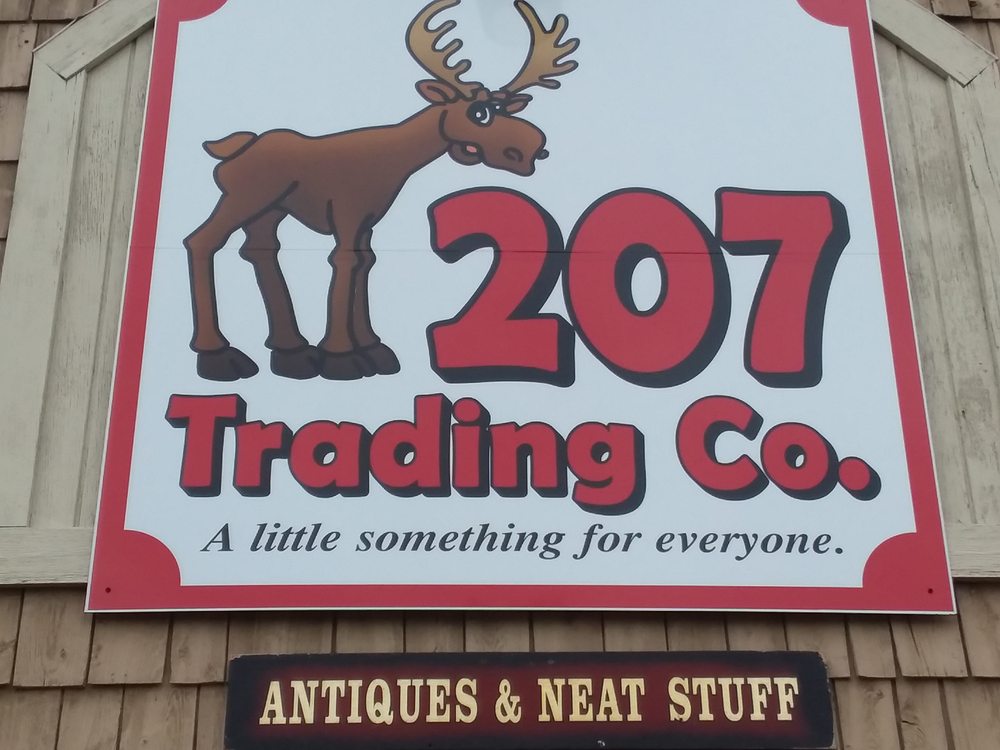 207
Trading Co.
A little something for everyone.
ANTIQUES & NEAT STUFF